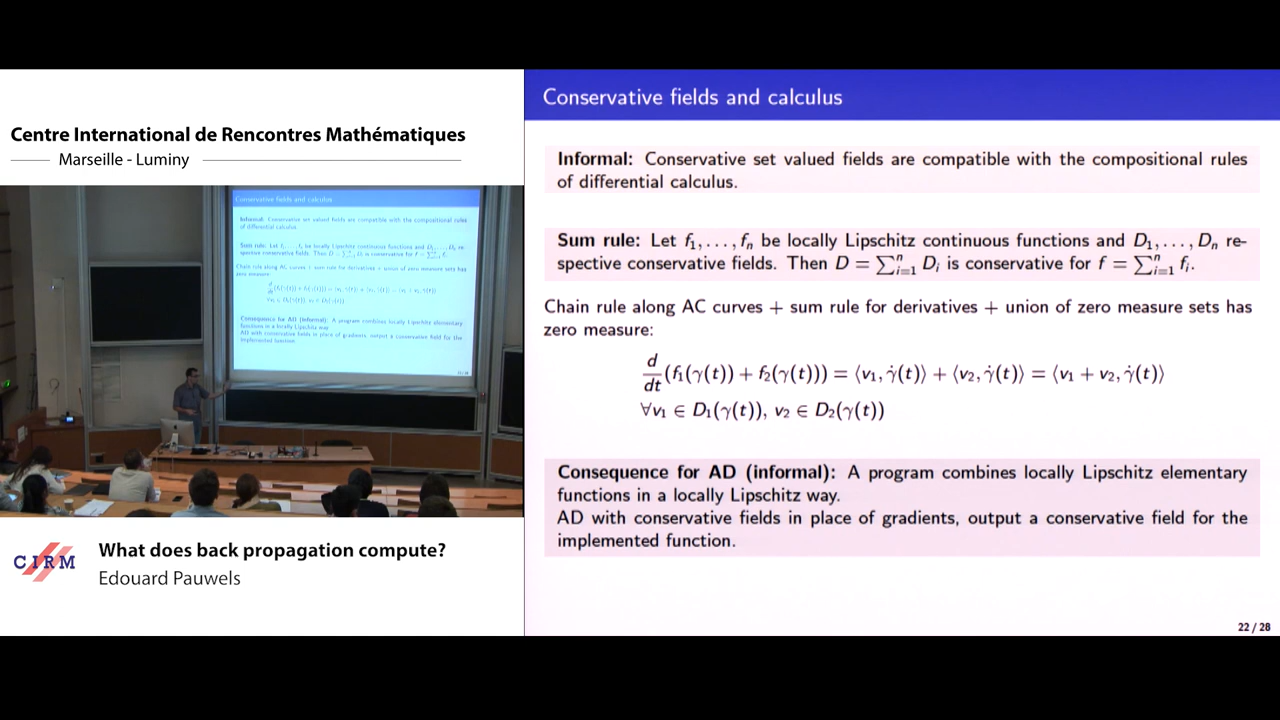 Centre International de Rencontres Mathématiques
Marseille - Luminy
Conservative fields and calculus
Informal: Conservative set valued fields are compatible with the compositional rules
of differential calculus.
Sum rule: Let f₁, . . . , fₙ be locally Lipschitz continuous functions and D₁, . . . , Dₙ re-
spective conservative fields. Then D = ∑ⁿᵢ₌₁ Dᵢ is conservative for f = ∑ⁿᵢ₌₁ fᵢ.
Chain rule along AC curves + sum rule for derivatives + union of zero measure sets has
zero measure:
d/dt (f₁(γ(t)) + f₂(γ(t))) = ⟨v₁, γ̇(t)⟩ + ⟨v₂, γ̇(t)⟩ = ⟨v₁ + v₂, γ̇(t)⟩
∀v₁ ∈ D₁(γ(t)), v₂ ∈ D₂(γ(t))
Consequence for AD (informal): A program combines locally Lipschitz elementary
functions in a locally Lipschitz way.
AD with conservative fields in place of gradients, output a conservative field for the
implemented function.
22 / 28
CIRM
What does back propagation compute?
Edouard Pauwels